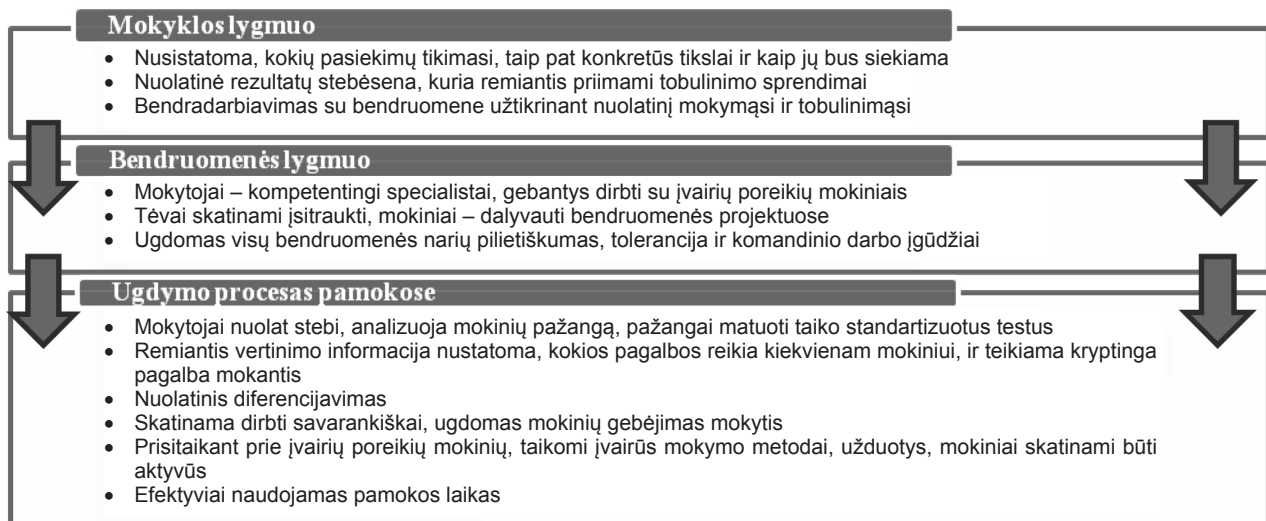 Mokyklos lygmuo
• Nusistatoma, kokių pasiekimų tikimasi, taip pat konkretūs tikslai ir kaip jų bus siekiama
• Nuolatinė rezultatų stebėsena, kuria remiantis priimami tobulinimo sprendimai
• Bendradarbiavimas su bendruomene užtikrinant nuolatinį mokymąsi ir tobulinimąsi
Bendruomenės lygmuo
• Mokytojai – kompetentingi specialistai, gebantys dirbti su įvairių poreikių mokiniais
• Tėvai skatinami įsitraukti, mokiniai – dalyvauti bendruomenės projektuose
• Ugdomas visų bendruomenės narių pilietiškumas, tolerancija ir komandinio darbo įgūdžiai
Ugdymo procesas pamokose
• Mokytojai nuolat stebi, analizuoja mokinių pažangą, pažangai matuoti taiko standartizuotus testus
• Remiantis vertinimo informacija nustatoma, kokios pagalbos reikia kiekvienam mokiniui, ir teikiama kryptinga
pagalba mokantis
• Nuolatinis diferencijavimas
• Skatinama dirbti savarankiškai, ugdomas mokinių gebėjimas mokytis
• Prisitaikant prie įvairių poreikių mokinių, taikomi įvairūs mokymo metodai, užduotys, mokiniai skatinami būti
aktyvūs
• Efektyviai naudojamas pamokos laikas